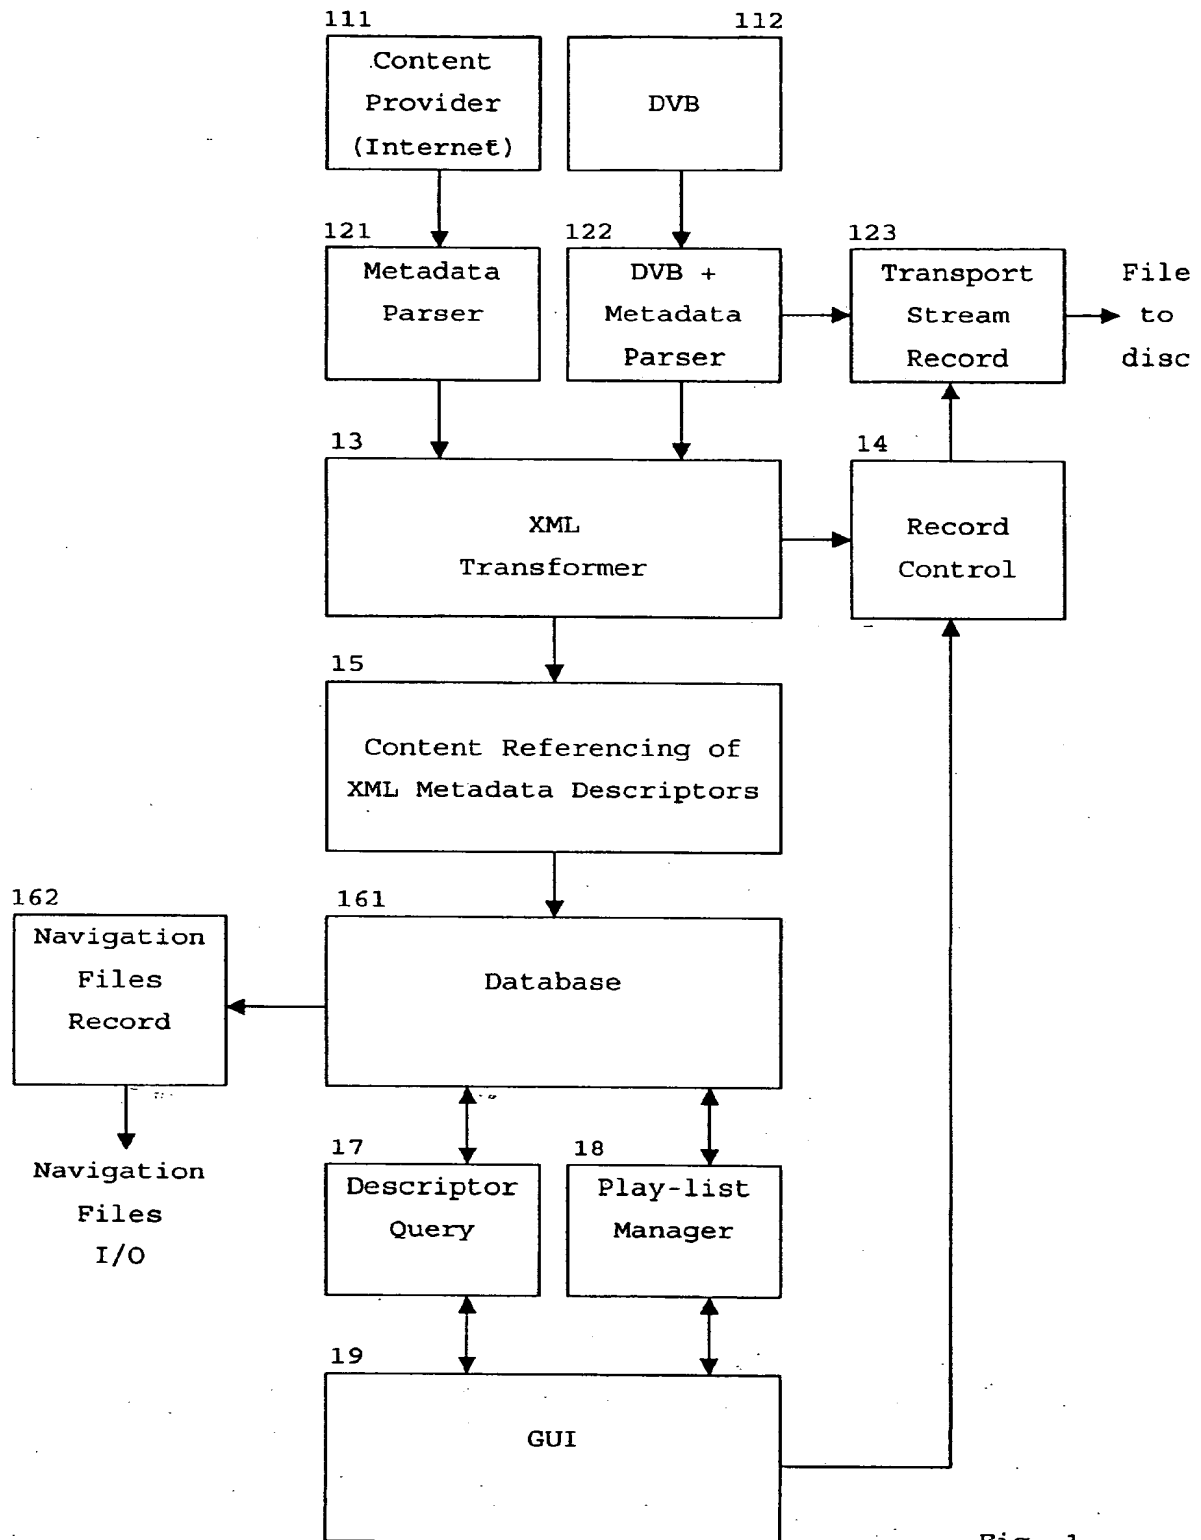 111
Content
Provider
(Internet)
112
DVB
121
Metadata
Parser
122
DVB +
Metadata
Parser
123
Transport
Stream
Record
File
to
disc
13
XML
Transformer
14
Record
Control
15
Content Referencing of
XML Metadata Descriptors
162
Navigation
Files
Record
161
Database
Navigation
Files
I/O
17
Descriptor
Query
18
Play-list
Manager
19
GUI
Fig. 1